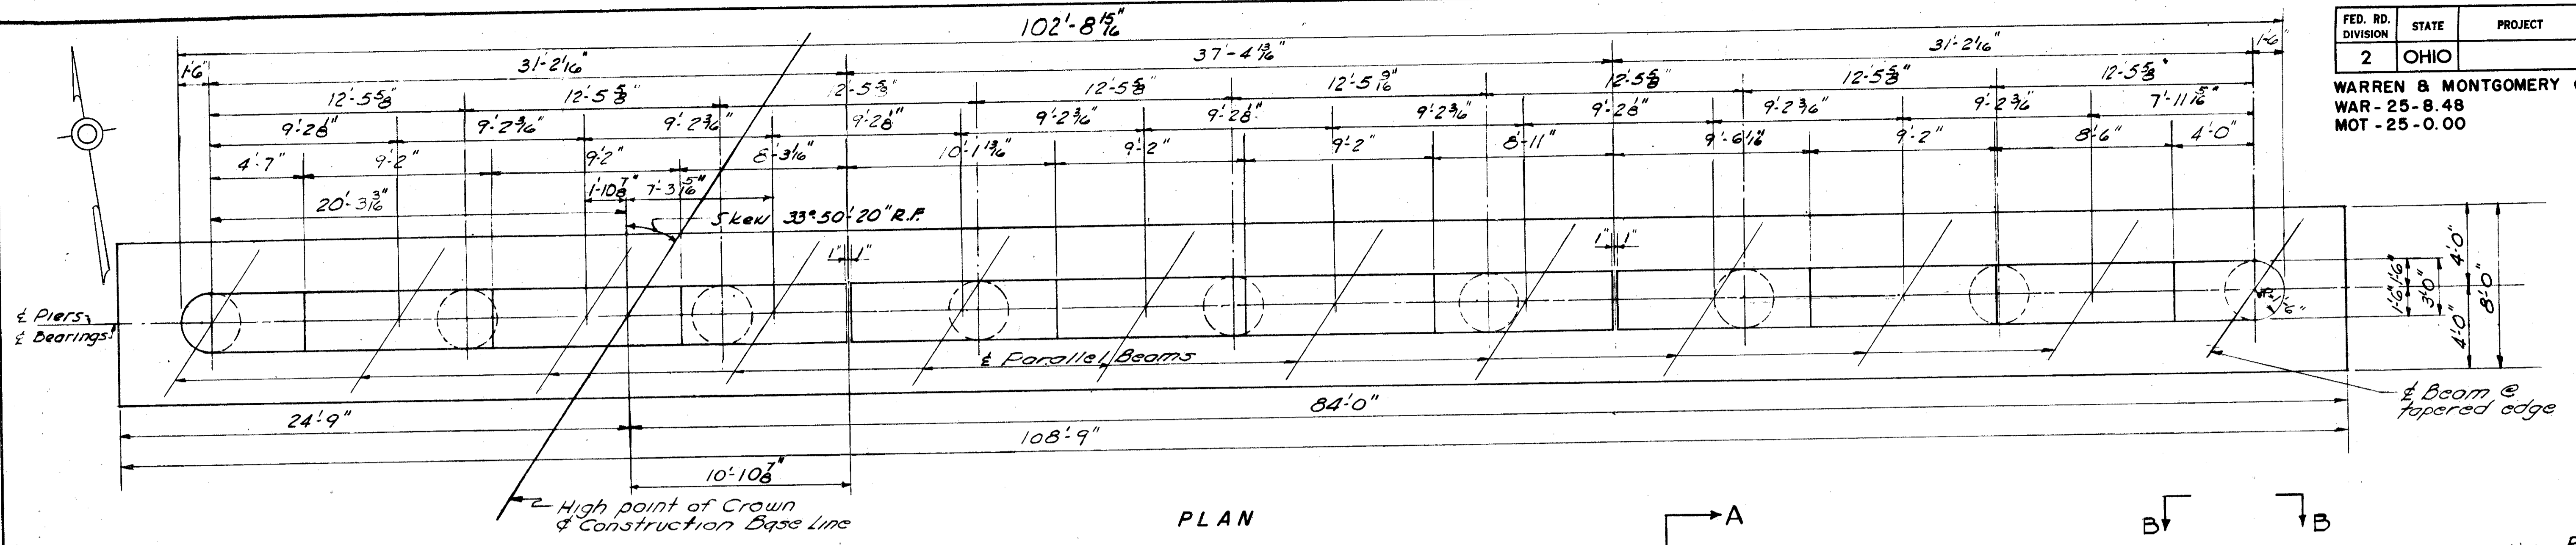 102'-8 15/16"
FED. RD. DIVISION STATE PROJECT
2 OHIO
WARREN & MONTGOMERY
WAR-25-8.48
MOT-25-0.00
1'-6" 31'-2 1/16" 37'-4 13/16" 31'-2 1/16" 1'-6"
12'-5 5/8" 12'-5 5/8" 12'-5 5/8" 12'-5 5/8" 12'-5 9/16" 12'-5 5/8" 12'-5 5/8" 12'-5 5/8"
9'-2 1/8" 9'-2 3/16" 9'-2 3/16" 9'-2 1/8" 9'-2 3/16" 9'-2 1/8" 9'-2 3/16" 9'-2 1/8" 9'-2 3/16" 9'-2 3/16" 7'-11 15/16"
4'-7" 9'-2" 9'-2" 8'-3 1/16" 10'-1 13/16" 9'-2" 9'-2" 8'-11" 9'-6 1/16" 9'-2" 8'-6" 4'-0"
1'-10 7/8" 7'-3 5/16"
20'-3 3/16"
Skew 33°50'20" R.F.
1" 1"
1" 1"
1'-6" 1'-6" 3'-0" 4'-0" 4'-0" 8'-0"
R=1'-6"
₵ Piers
₵ Bearings
₵ Parallel Beams
₵ Beam @
tapered edge
24'-9" 84'-0"
108'-9"
10'-10 7/8"
High point of Crown
₵ Construction Base Line
PLAN
A
B B